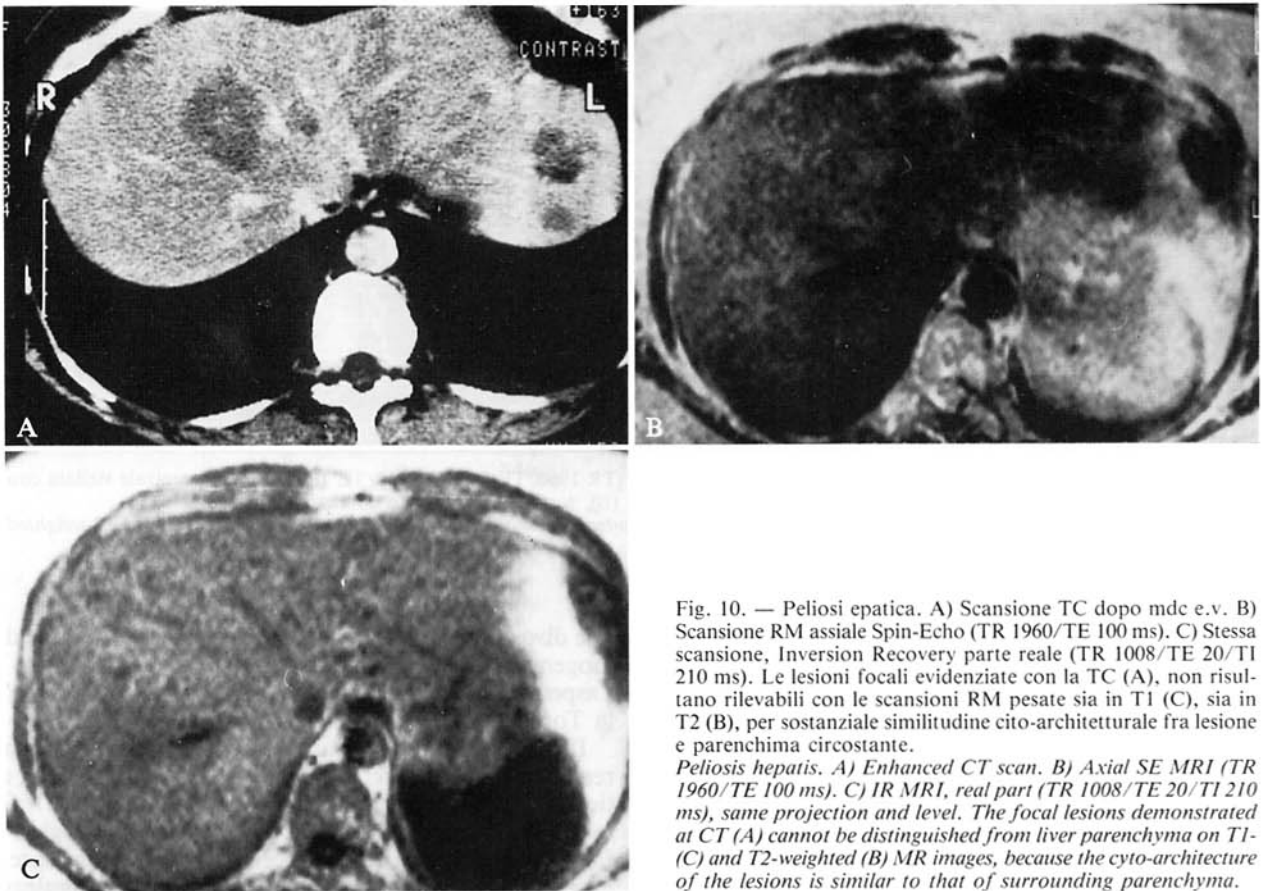 CONTRAST
R
L
A
B
C
Fig. 10. — Peliosi epatica. A) Scansione TC dopo mdc e.v. B)
Scansione RM assiale Spin-Echo (TR 1960/TE 100 ms). C) Stessa
scansione, Inversion Recovery parte reale (TR 1008/TE 20/TI
210 ms). Le lesioni focali evidenziate con la TC (A), non risul-
tano rilevabili con le scansioni RM pesate sia in T1 (C), sia in
T2 (B), per sostanziale similitudine cito-architetturale fra lesione
e parenchima circostante.
Peliosis hepatis. A) Enhanced CT scan. B) Axial SE MRI (TR
1960/TE 100 ms). C) IR MRI, real part (TR 1008/TE 20/TI 210
ms), same projection and level. The focal lesions demonstrated
at CT (A) cannot be distinguished from liver parenchyma on T1-
(C) and T2-weighted (B) MR images, because the cyto-architecture
of the lesions is similar to that of surrounding parenchyma.